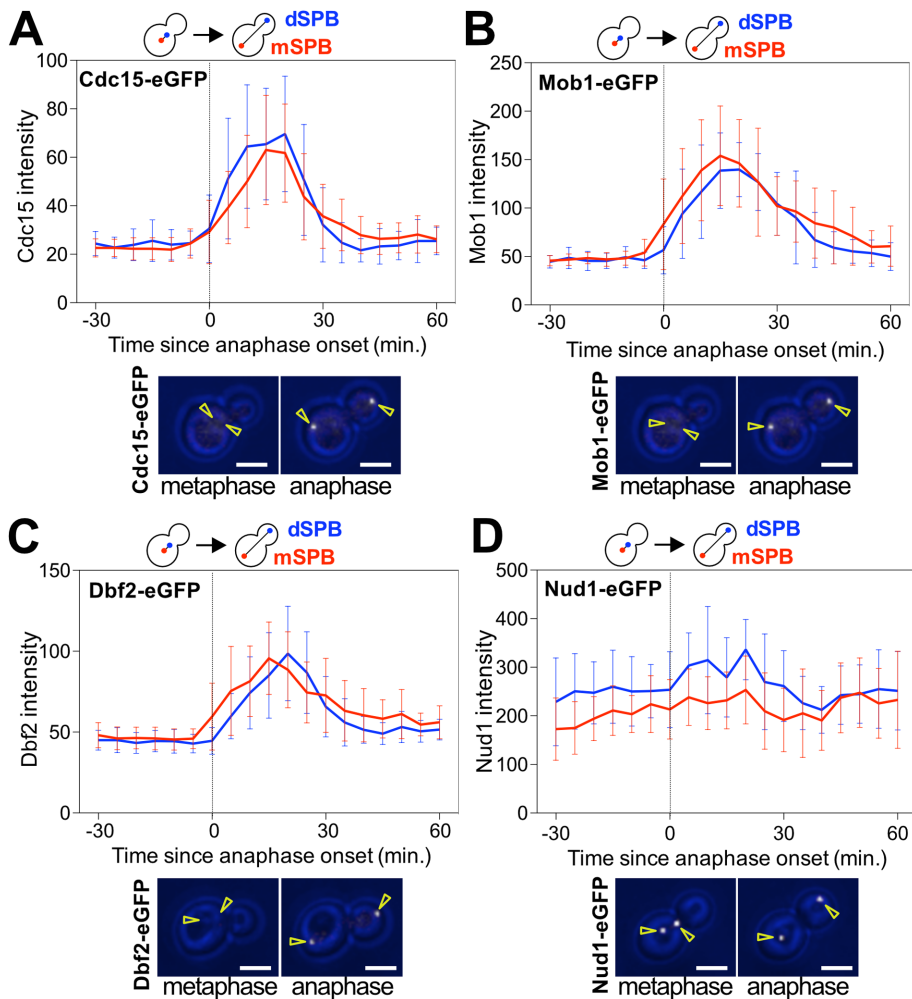 A
dSPB
mSPB
Cdc15-eGFP
Cdc15 intensity
100
80
60
40
20
0
-30
0
30
60
Time since anaphase onset (min.)
Cdc15-eGFP
metaphase
anaphase
B
dSPB
mSPB
Mob1-eGFP
Mob1 intensity
250
200
150
100
50
0
-30
0
30
60
Time since anaphase onset (min.)
Mob1-eGFP
metaphase
anaphase
C
dSPB
mSPB
Dbf2-eGFP
Dbf2 intensity
150
100
50
0
-30
0
30
60
Time since anaphase onset (min.)
Dbf2-eGFP
metaphase
anaphase
D
dSPB
mSPB
Nud1-eGFP
Nud1 intensity
500
400
300
200
100
0
-30
0
30
60
Time since anaphase onset (min.)
Nud1-eGFP
metaphase
anaphase